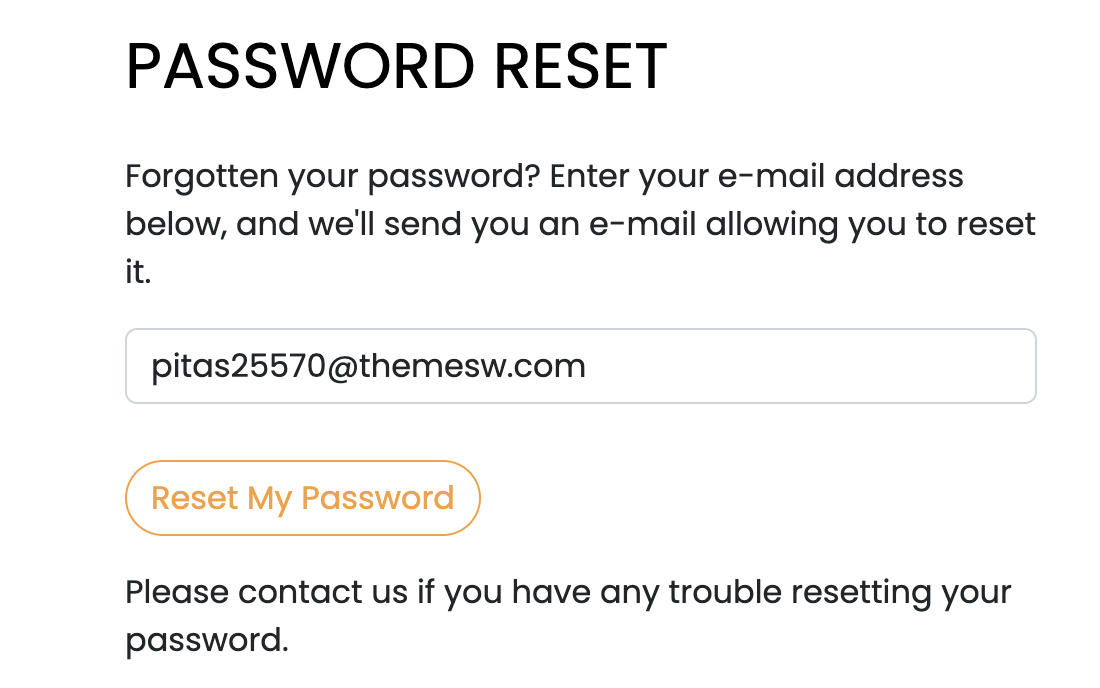 PASSWORD RESET
Forgotten your password? Enter your e-mail address
below, and we'll send you an e-mail allowing you to reset
it.
pitas25570@themesw.com
Reset My Password
Please contact us if you have any trouble resetting your
password.